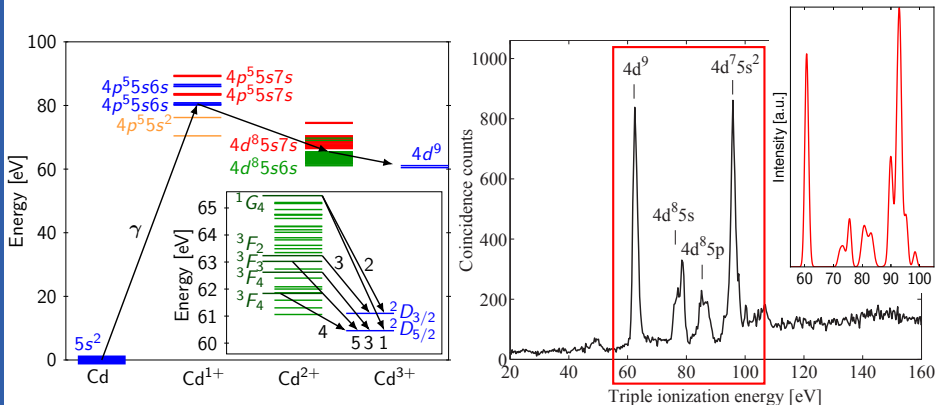 100
80
60
40
20
0
Energy [eV]
4p⁵5s7s
4p⁵5s6s
4p⁵5s6s
4p⁵5s7s
4p⁵5s²
4d⁸5s7s
4d⁸5s6s
4d⁹
γ
5s²
Cd
Cd¹⁺
Cd²⁺
Cd³⁺
Energy [eV]
65
64
63
62
61
60
¹G₄
³F₂
³F₃
³F₄
³F₄
3
2
4
5
3
1
²D₃/₂
²D₅/₂
Coincidence counts
1000
800
600
400
200
0
4d⁹
4d⁷5s²
4d⁸5s
4d⁸5p
20
40
60
80
100
120
140
160
Triple ionization energy [eV]
Intensity [a.u.]
60
70
80
90
100